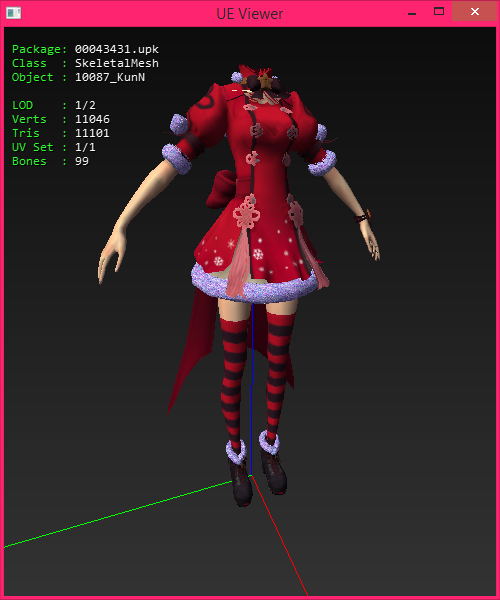 UE Viewer
Package: 00043431.upk
Class  : SkeletalMesh
Object : 10087_KunN
LOD    : 1/2
Verts  : 11046
Tris   : 11101
UV Set : 1/1
Bones  : 99